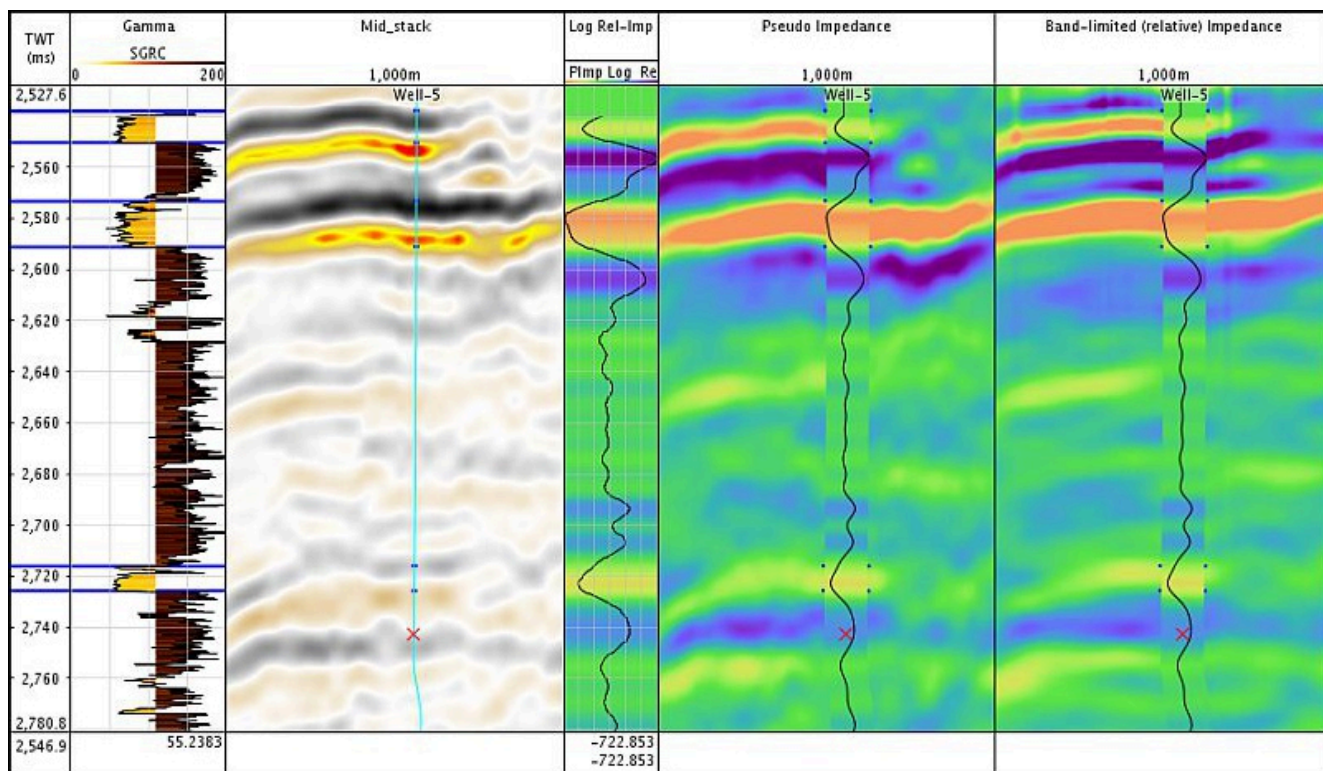 TWT
(ms)
Gamma
SGRC
0 200
Mid_stack
1,000m
Log Rel-Imp
PImp Log Re
Pseudo Impedance
1,000m
Band-limited (relative) Impedance
1,000m
2,527.6
Well-5
Well-5
Well-5
2,560
2,580
2,600
2,620
2,640
2,660
2,680
2,700
2,720
2,740
2,760
2,780.8
2,546.9
55.2383
-722.853
-722.853